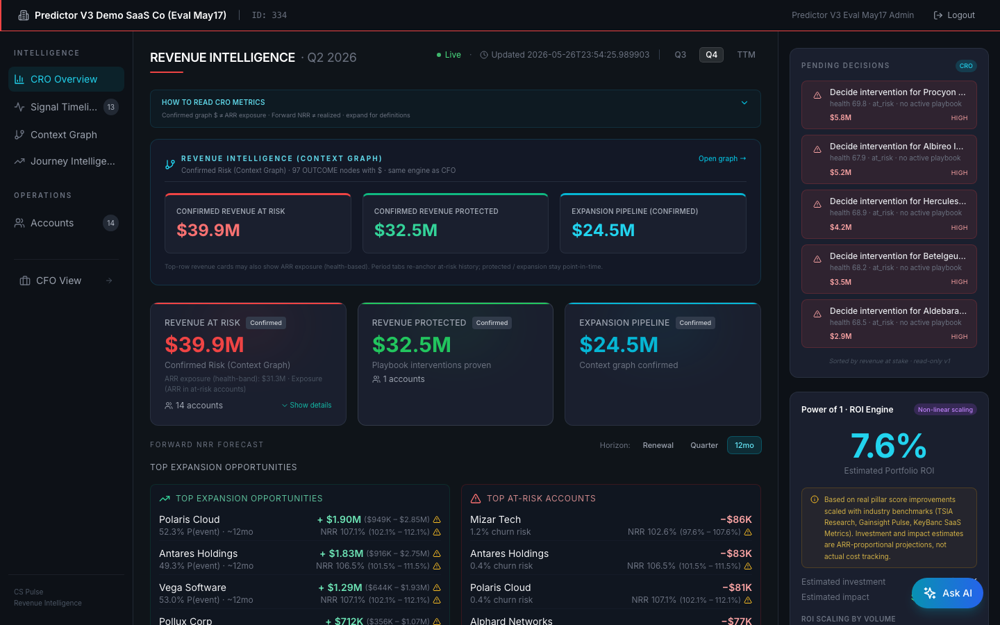 Predictor V3 Demo SaaS Co (Eval May17)
ID: 334
Predictor V3 Eval May17 Admin
Logout
INTELLIGENCE
CRO Overview
Signal Timeli... 13
Context Graph
Journey Intellige...
OPERATIONS
Accounts 14
CFO View →
CS Pulse
Revenue Intelligence
REVENUE INTELLIGENCE · Q2 2026
Live · Updated 2026-05-26T23:54:25.989903
Q3 Q4 TTM
HOW TO READ CRO METRICS
Confirmed graph $ ≠ ARR exposure · Forward NRR ≠ realized · expand for definitions
REVENUE INTELLIGENCE (CONTEXT GRAPH)
Confirmed Risk (Context Graph) · 97 OUTCOME nodes with $ · same engine as CFO
Open graph →
CONFIRMED REVENUE AT RISK
$39.9M
CONFIRMED REVENUE PROTECTED
$32.5M
EXPANSION PIPELINE (CONFIRMED)
$24.5M
Top-row revenue cards may also show ARR exposure (health-based). Period tabs re-anchor at-risk history; protected / expansion stay point-in-time.
REVENUE AT RISK Confirmed
$39.9M
Confirmed Risk (Context Graph)
ARR exposure (health-band): $31.3M · Exposure
(ARR in at-risk accounts)
14 accounts
Show details
REVENUE PROTECTED Confirmed
$32.5M
Playbook interventions proven
1 accounts
EXPANSION PIPELINE Confirmed
$24.5M
Context graph confirmed
FORWARD NRR FORECAST
Horizon: Renewal Quarter 12mo
TOP EXPANSION OPPORTUNITIES
TOP EXPANSION OPPORTUNITIES
Polaris Cloud + $1.90M ($949K – $2.85M)
52.3% P(event) · ~12mo NRR 107.1% (102.1% – 112.1%)
Antares Holdings + $1.83M ($916K – $2.75M)
49.3% P(event) · ~12mo NRR 106.5% (101.5% – 111.5%)
Vega Software + $1.29M ($644K – $1.93M)
53.0% P(event) · ~12mo NRR 107.1% (102.1% – 112.1%)
Pollux Corp + $712K ($356K – $1.07M)
TOP AT-RISK ACCOUNTS
Mizar Tech −$86K
1.2% churn risk NRR 102.6% (97.6% – 107.6%)
Antares Holdings −$83K
0.4% churn risk NRR 106.5% (101.5% – 111.5%)
Polaris Cloud −$81K
0.4% churn risk NRR 107.1% (102.1% – 112.1%)
Alphard Networks −$77K
PENDING DECISIONS CRO
Decide intervention for Procyon ...
health 69.8 · at_risk · no active playbook
$5.8M HIGH
Decide intervention for Albireo I...
health 67.9 · at_risk · no active playbook
$5.2M HIGH
Decide intervention for Hercules...
health 68.9 · at_risk · no active playbook
$4.2M HIGH
Decide intervention for Betelgeu...
health 68.2 · at_risk · no active playbook
$3.5M HIGH
Decide intervention for Aldebara...
health 68.5 · at_risk · no active playbook
$2.9M HIGH
Sorted by revenue at stake · read-only v1
Power of 1 · ROI Engine Non-linear scaling
7.6%
Estimated Portfolio ROI
Based on real pillar score improvements
scaled with industry benchmarks (TSIA
Research, Gainsight Pulse, KeyBanc SaaS
Metrics). Investment and impact estimates
are ARR-proportional projections, not
actual cost tracking.
Estimated investment
Estimated impact
Ask AI
ROI SCALING BY VOLUME